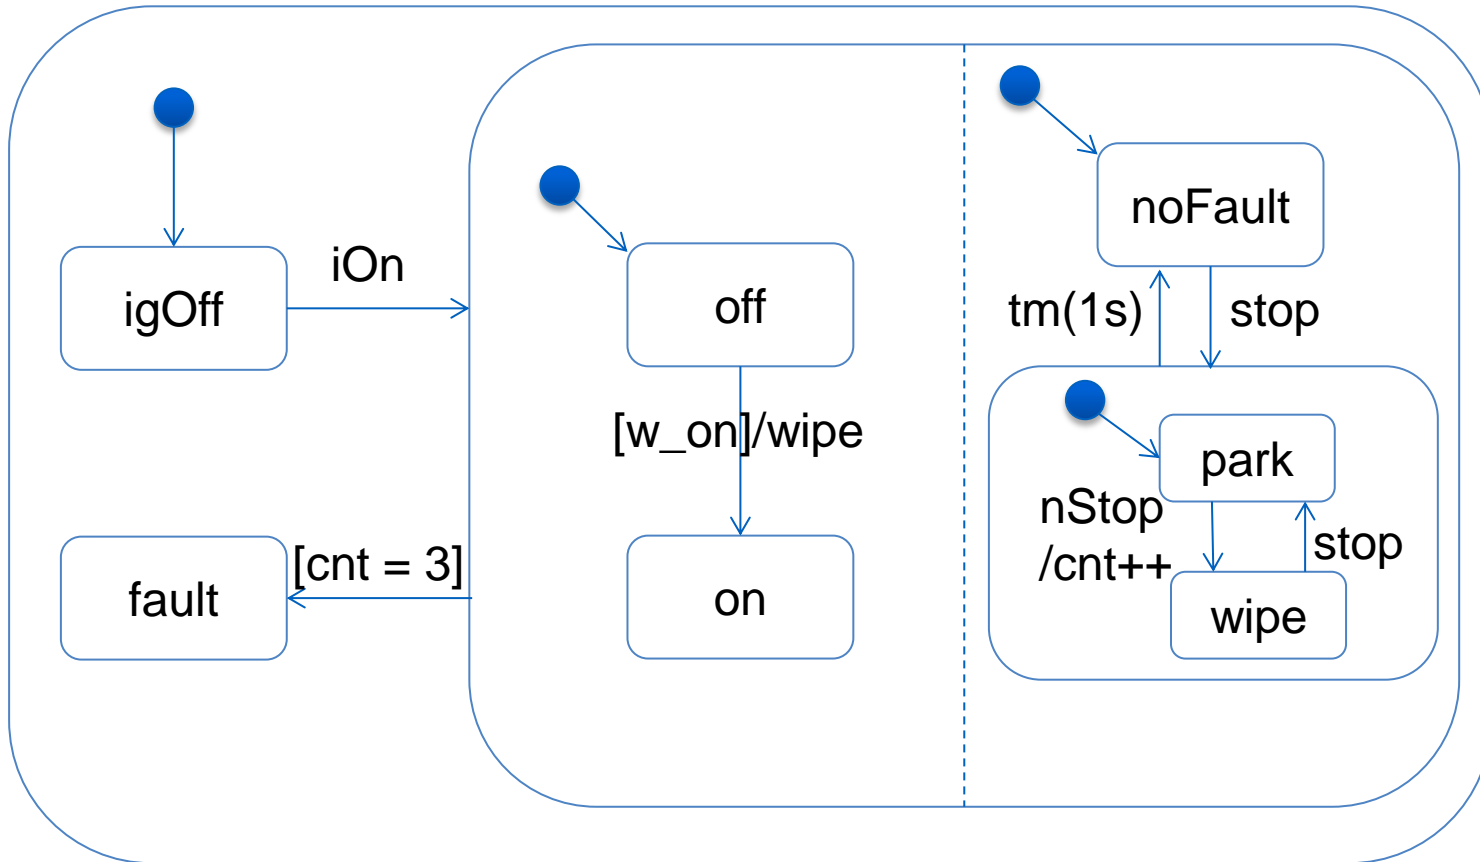 igOff
iOn
fault
[cnt = 3]
off
[w_on]/wipe
on
noFault
tm(1s)
stop
park
nStop
/cnt++
stop
wipe